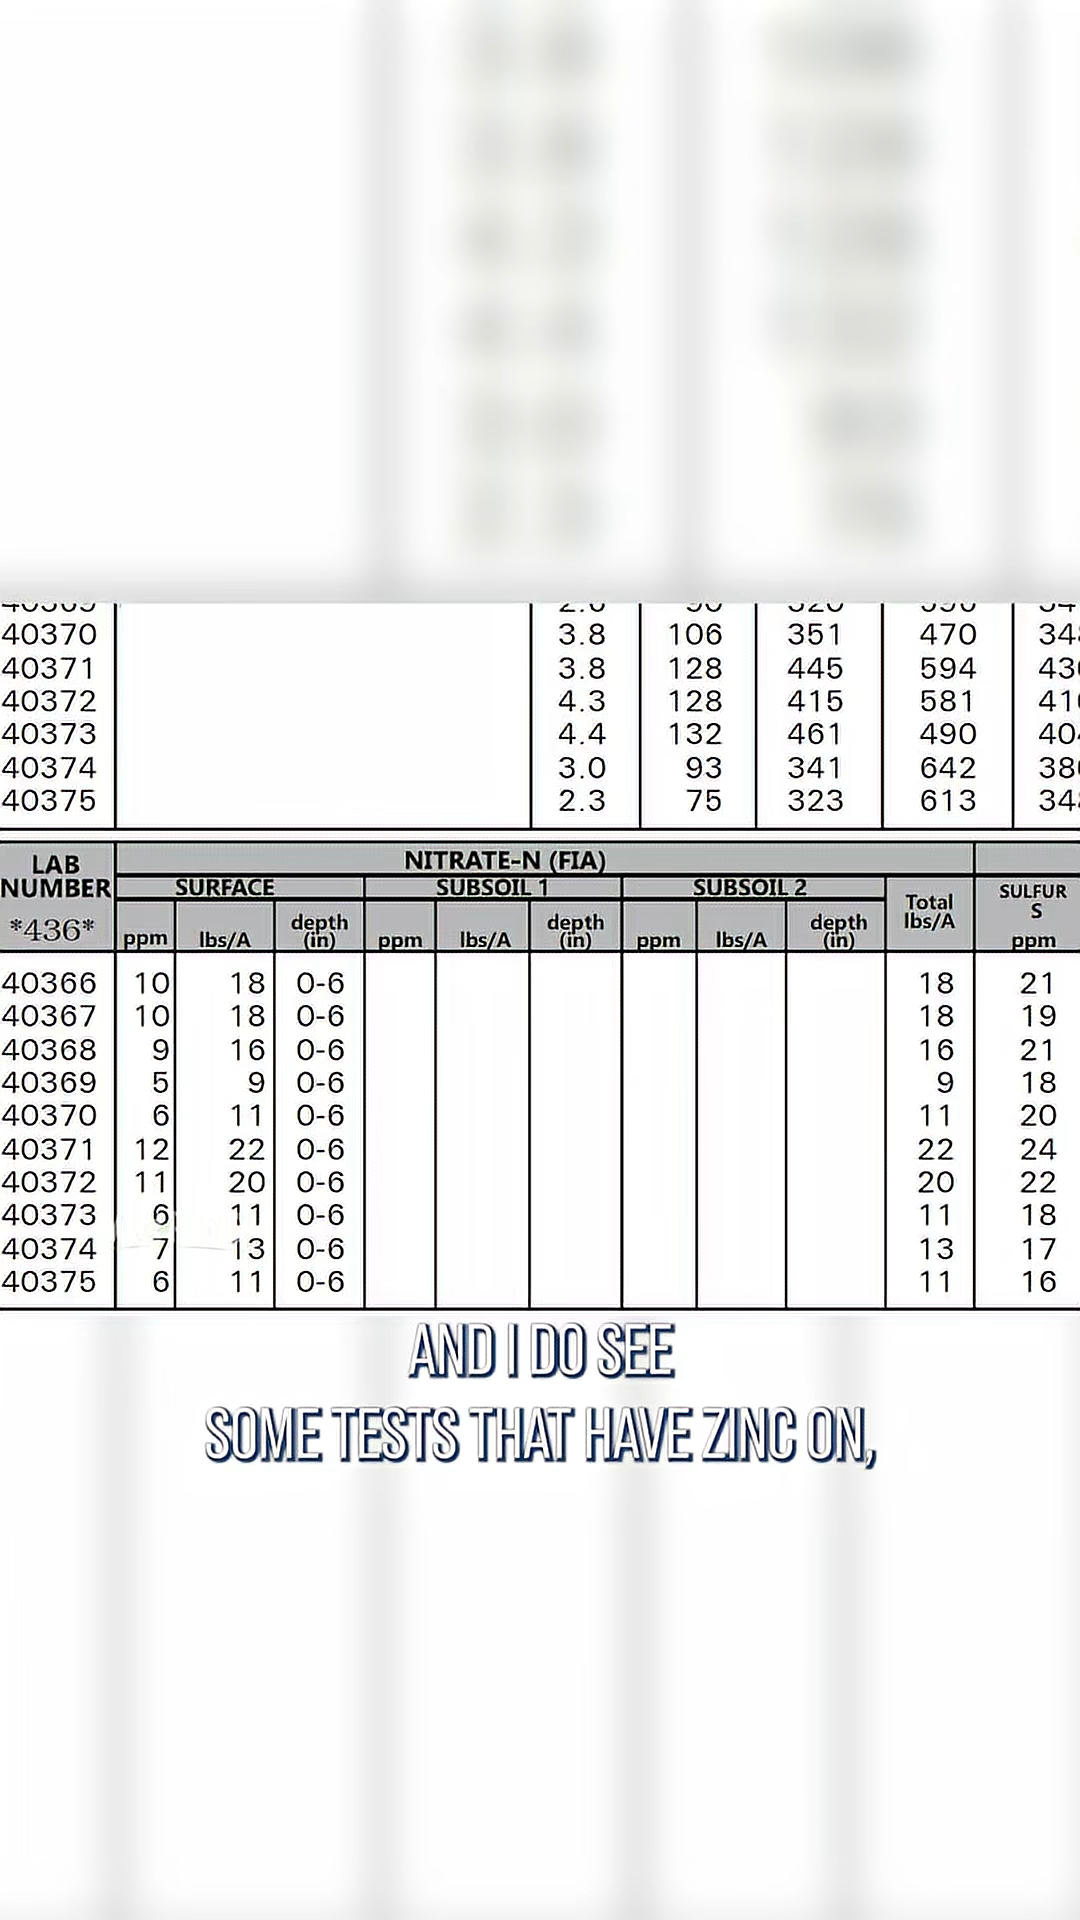 40370 3.8 106 351 470
40371 3.8 128 445 594
40372 4.3 128 415 581
40373 4.4 132 461 490
40374 3.0 93 341 642
40375 2.3 75 323 613
LAB NUMBER *436*
NITRATE-N (FIA)
SURFACE SUBSOIL 1 SUBSOIL 2 Total lbs/A SULFUR S ppm
ppm lbs/A depth (in) ppm lbs/A depth (in) ppm lbs/A depth (in)
40366 10 18 0-6 18 21
40367 10 18 0-6 18 19
40368 9 16 0-6 16 21
40369 5 9 0-6 9 18
40370 6 11 0-6 11 20
40371 12 22 0-6 22 24
40372 11 20 0-6 20 22
40373 6 11 0-6 11 18
40374 7 13 0-6 13 17
40375 6 11 0-6 11 16
AND I DO SEE
SOME TESTS THAT HAVE ZINC ON,